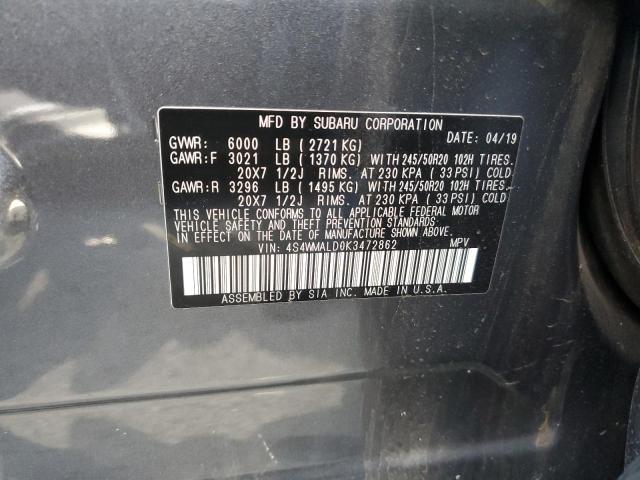 MFD BY SUBARU CORPORATION
GVWR: 6000 LB ( 2721 KG) DATE: 04/19
GAWR:F 3021 LB ( 1370 KG) WITH 245/50R20 102H TIRES.
20X7 1/2J RIMS. AT 230 KPA ( 33 PSI) COLD
GAWR:R 3296 LB ( 1495 KG) WITH 245/50R20 102H TIRES.
20X7 1/2J RIMS. AT 230 KPA ( 33 PSI) COLD
THIS VEHICLE CONFORMS TO ALL APPLICABLE FEDERAL MOTOR
VEHICLE SAFETY AND THEFT PREVENTION STANDARDS
IN EFFECT ON THE DATE OF MANUFACTURE SHOWN ABOVE.
VIN: 4S4WMALD0K3472862 MPV
ASSEMBLED BY SIA INC. MADE IN U.S.A.